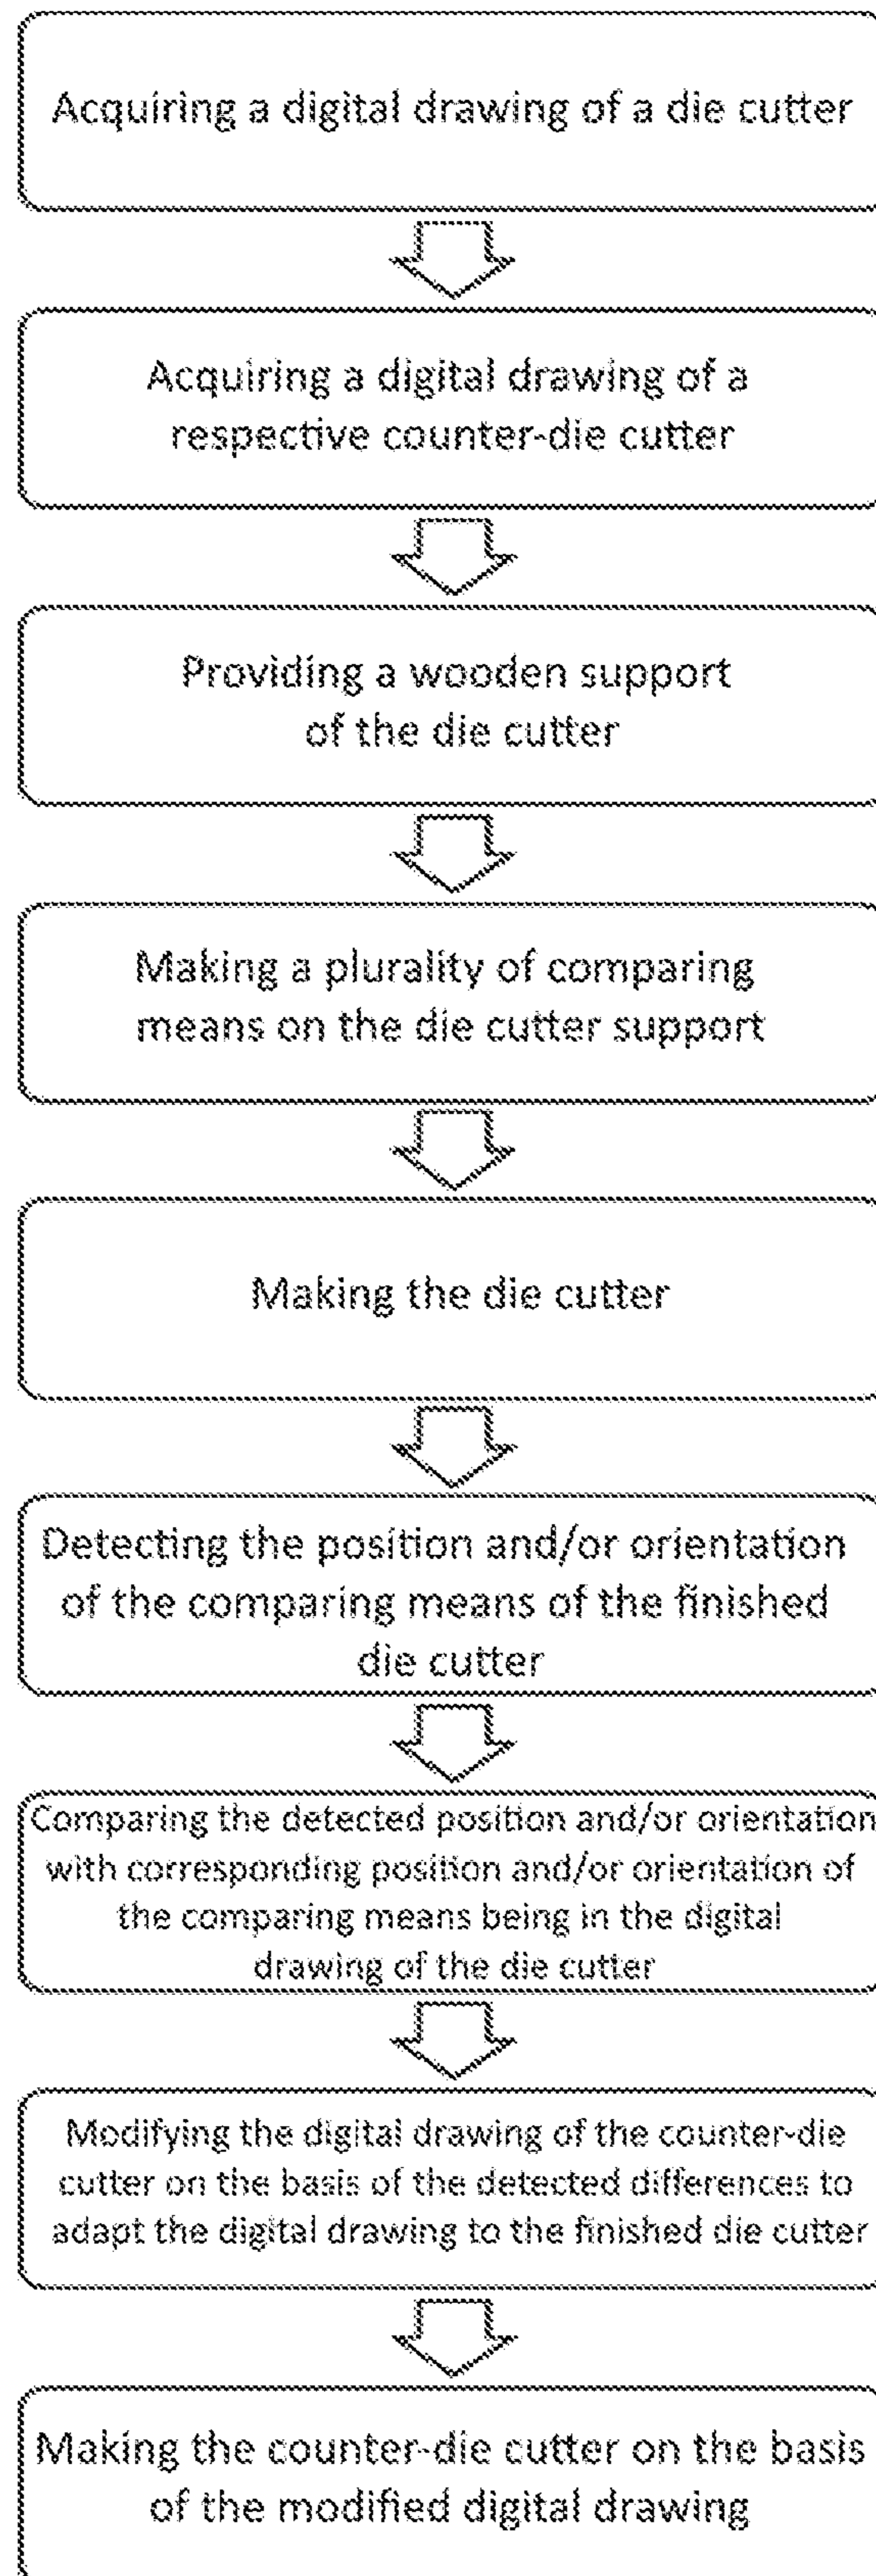 Acquiring a digital drawing of a die cutter
Acquiring a digital drawing of a
respective counter-die cutter
Providing a wooden support
of the die cutter
Making a plurality of comparing
means on the die cutter support
Making the die cutter
Detecting the position and/or orientation
of the comparing means of the finished
die cutter
Comparing the detected position and/or orientation
with corresponding position and/or orientation of
the comparing means being in the digital
drawing of the die cutter
Modifying the digital drawing of the counter-die
cutter on the basis of the detected differences to
adapt the digital drawing to the finished die cutter
Making the counter-die cutter on the basis
of the modified digital drawing